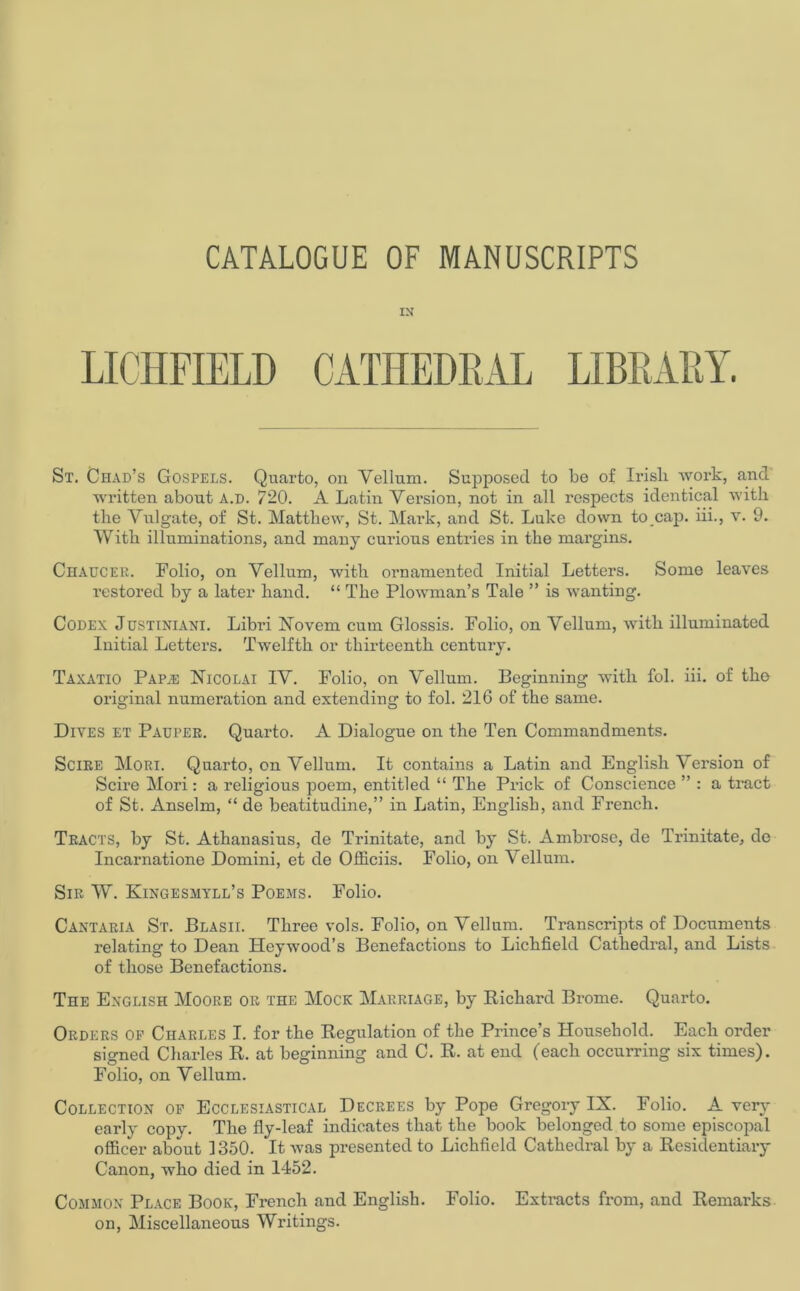 CATALOGUE OF MANUSCRIPTS
IN
LICHFIELD CATHEDRAL LIBRARY.
St. Chad’s Gospels. Quarto, on Vellum. Supposed to be of Irish work, and
written about A.D. 720. A Latin Version, not in all respects identical with
the Vulgate, of St. Matthew, St. Mark, and St. Luke down to cap. iii., v. 9.
With illuminations, and many curious entries in the margins.
Chaucer. Folio, on Vellum, with ornamented Initial Letters. Some leaves
restored by a later hand. “ The Plowman’s Tale ” is wanting.
Codex Justiniani. Libri Novem cum Glossis. Folio, on Vellum, with illuminated
Initial Letters. Twelfth or thirteenth century.
Taxatio Papæ Nicolai IV. Folio, on Vellum. Beginning with fol. iii. of the
original numeration and extending to fol. 216 of the same.
Dives et Pauper. Quarto. A Dialogue on the Ten Commandments.
Scire Mori. Quarto, on Vellum. It contains a Latin and English Version of
Scire Mori : a religious poem, entitled “ The Prick of Conscience ” : a tract
of St. Anselm, “ de beatitudine,” in Latin, English, and French.
Tracts, by St. Athanasius, de Trinitate, and by St. Ambrose, de Trinitate, de
Incarnatione Domini, et de Officiis. Folio, on Vellum.
Sir W. Kingesmyll’s Poems. Folio.
Cantaria St. Blasii. Three vols. Folio, on Vellum. Transcripts of Documents
relating to Dean Heywood’s Benefactions to Lichfield Cathedral, and Lists
of those Benefactions.
The English Moore or the Mock Marriage, by Richard Brome. Quarto.
Orders of Charles I. for the Regulation of the Prince’s Household. Each order
signed Charles R. at beginning and C. R. at end (each occurring six times).
Folio, on Vellum.
Collection of Ecclesiastical Decrees by Pope Gregory IX. Folio. A very
early copy. The fly-leaf indicates that the book belonged to some episcopal
officer about 1350. It was presented to Lichfield Cathedral by a Residentiary
Canon, who died in 1452.
Common Place Book, French and English. Folio. Extracts from, and Remarks
on, Miscellaneous Writings.